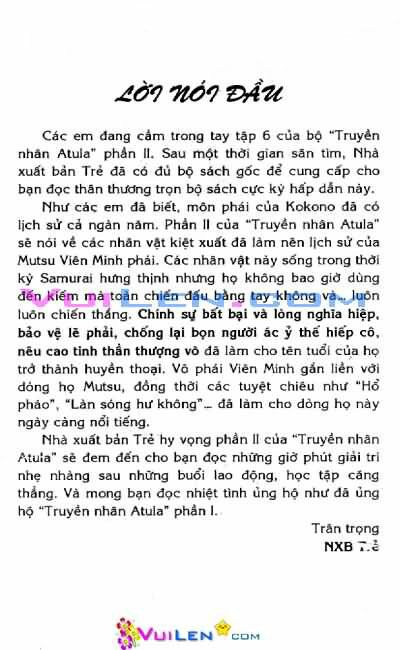 LỜI NÓI ĐẦU
Các em đang cầm trong tay tập 6 của bộ "Truyền
nhân Atula" phần II. Sau một thời gian săn tìm, Nhà
xuất bản Trẻ đã có đủ bộ sách gốc để cung cấp cho
bạn đọc thân thương trọn bộ sách cực kỳ hấp dẫn này.
Như các em đã biết, môn phái của Kokono đã có
lịch sử cả ngàn năm. Phần II của "Truyền nhân Atula"
sẽ nói về các nhân vật kiệt xuất đã làm nên lịch sử của
Mutsu Viên Minh phái. Các nhân vật này sống trong thời
kỳ Samurai hưng thịnh nhưng họ không bao giờ dùng
đến kiếm mà toàn chiến đấu bằng tay không và... luôn
luôn chiến thắng. Chính sự bất bại và lòng nghĩa hiệp,
bảo vệ lẽ phải, chống lại bọn người ác ỷ thế hiếp cô,
nêu cao tinh thần thượng võ đã làm cho tên tuổi của họ
trở thành huyền thoại. Võ phái Viên Minh gắn liền với
dòng họ Mutsu, đồng thời các tuyệt chiêu như "Hổ
pháo", "Làn sóng hư không"... đã làm cho dòng họ này
ngày càng nổi tiếng.
Nhà xuất bản Trẻ hy vọng phần II của "Truyền nhân
Atula" sẽ đem đến cho bạn đọc những giờ phút giải trí
nhẹ nhàng sau những buổi lao động, học tập căng
thẳng. Và mong bạn đọc nhiệt tình ủng hộ như đã ủng
hộ "Truyền nhân Atula" phần I.
Trân trọng
NXB Trẻ
VUILEN.COM
VUILEN.COM